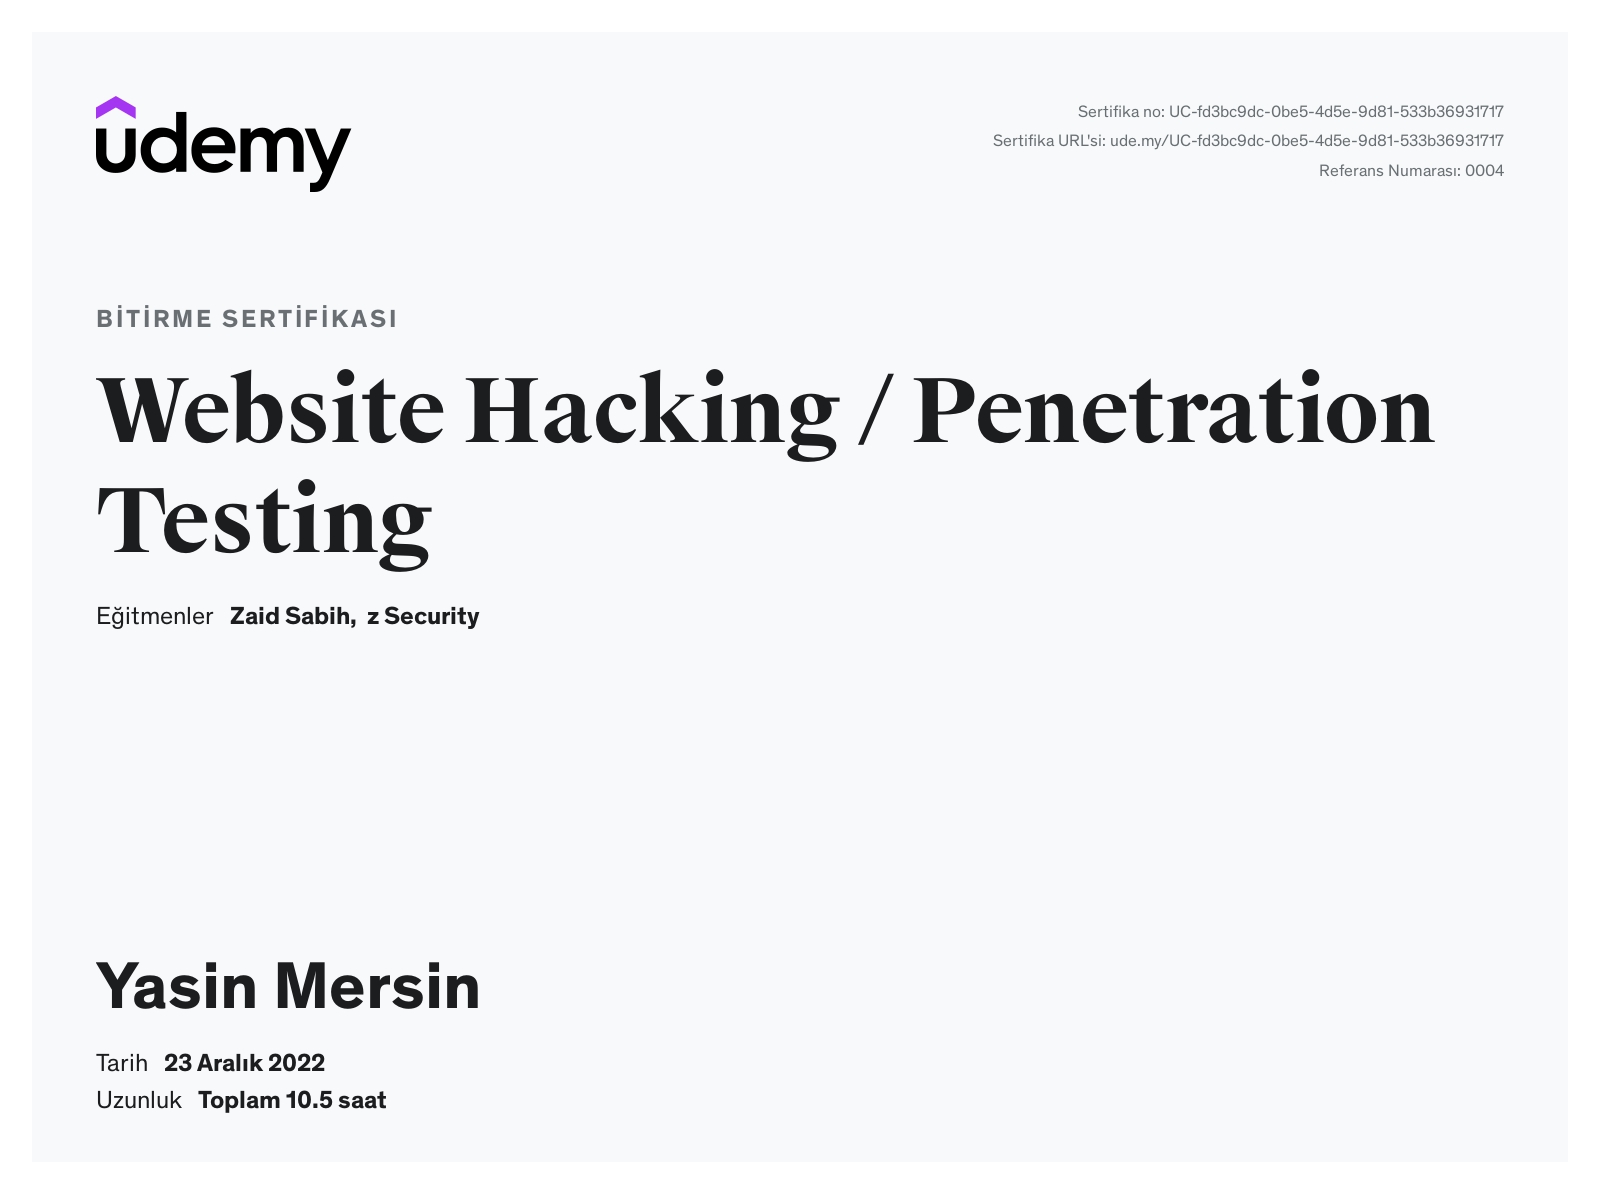 udemy
Sertifika no: UC-fd3bc9dc-0be5-4d5e-9d81-533b36931717
Sertifika URL'si: ude.my/UC-fd3bc9dc-0be5-4d5e-9d81-533b36931717
Referans Numarası: 0004
BİTİRME SERTİFİKASI
Website Hacking / Penetration
Testing
Eğitmenler Zaid Sabih, z Security
Yasin Mersin
Tarih 23 Aralık 2022
Uzunluk Toplam 10.5 saat